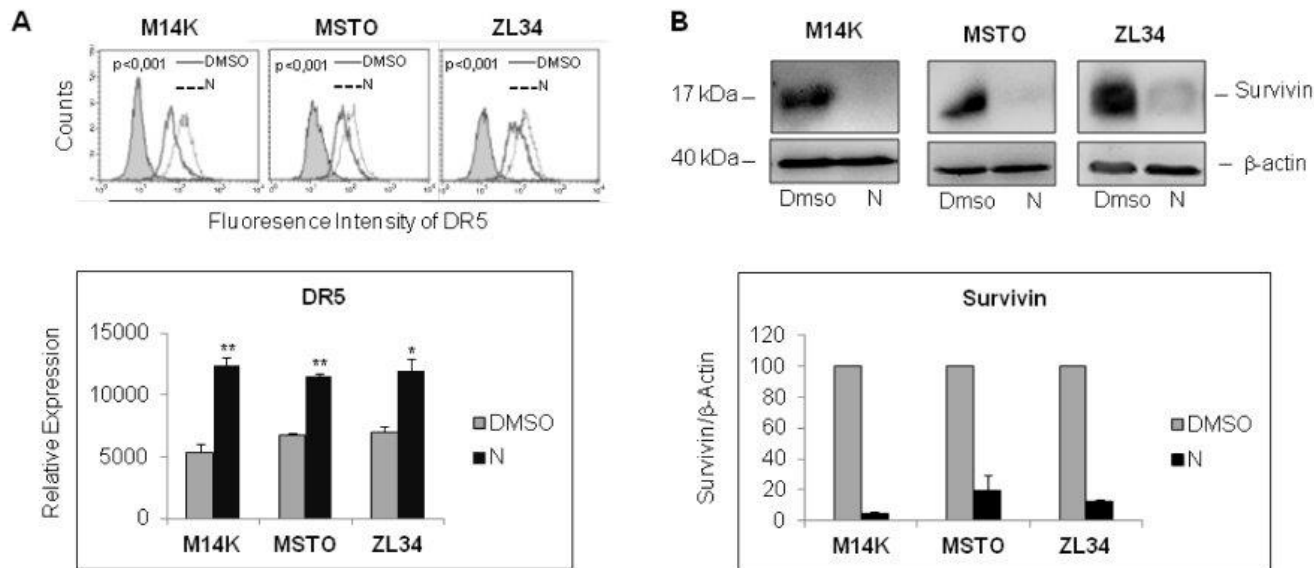 A
M14K
MSTO
ZL34
p<0,001
DMSO
N
p<0,001
DMSO
N
p<0,001
DMSO
N
Counts
Fluoresence Intensity of DR5
DR5
Relative Expression
15000
10000
5000
0
**
**
*
DMSO
N
M14K
MSTO
ZL34
B
M14K
MSTO
ZL34
17 kDa
Survivin
40 kDa
β-actin
Dmso N
Dmso N
Dmso N
Survivin
Survivin/β-Actin
120
100
80
60
40
20
0
DMSO
N
M14K
MSTO
ZL34